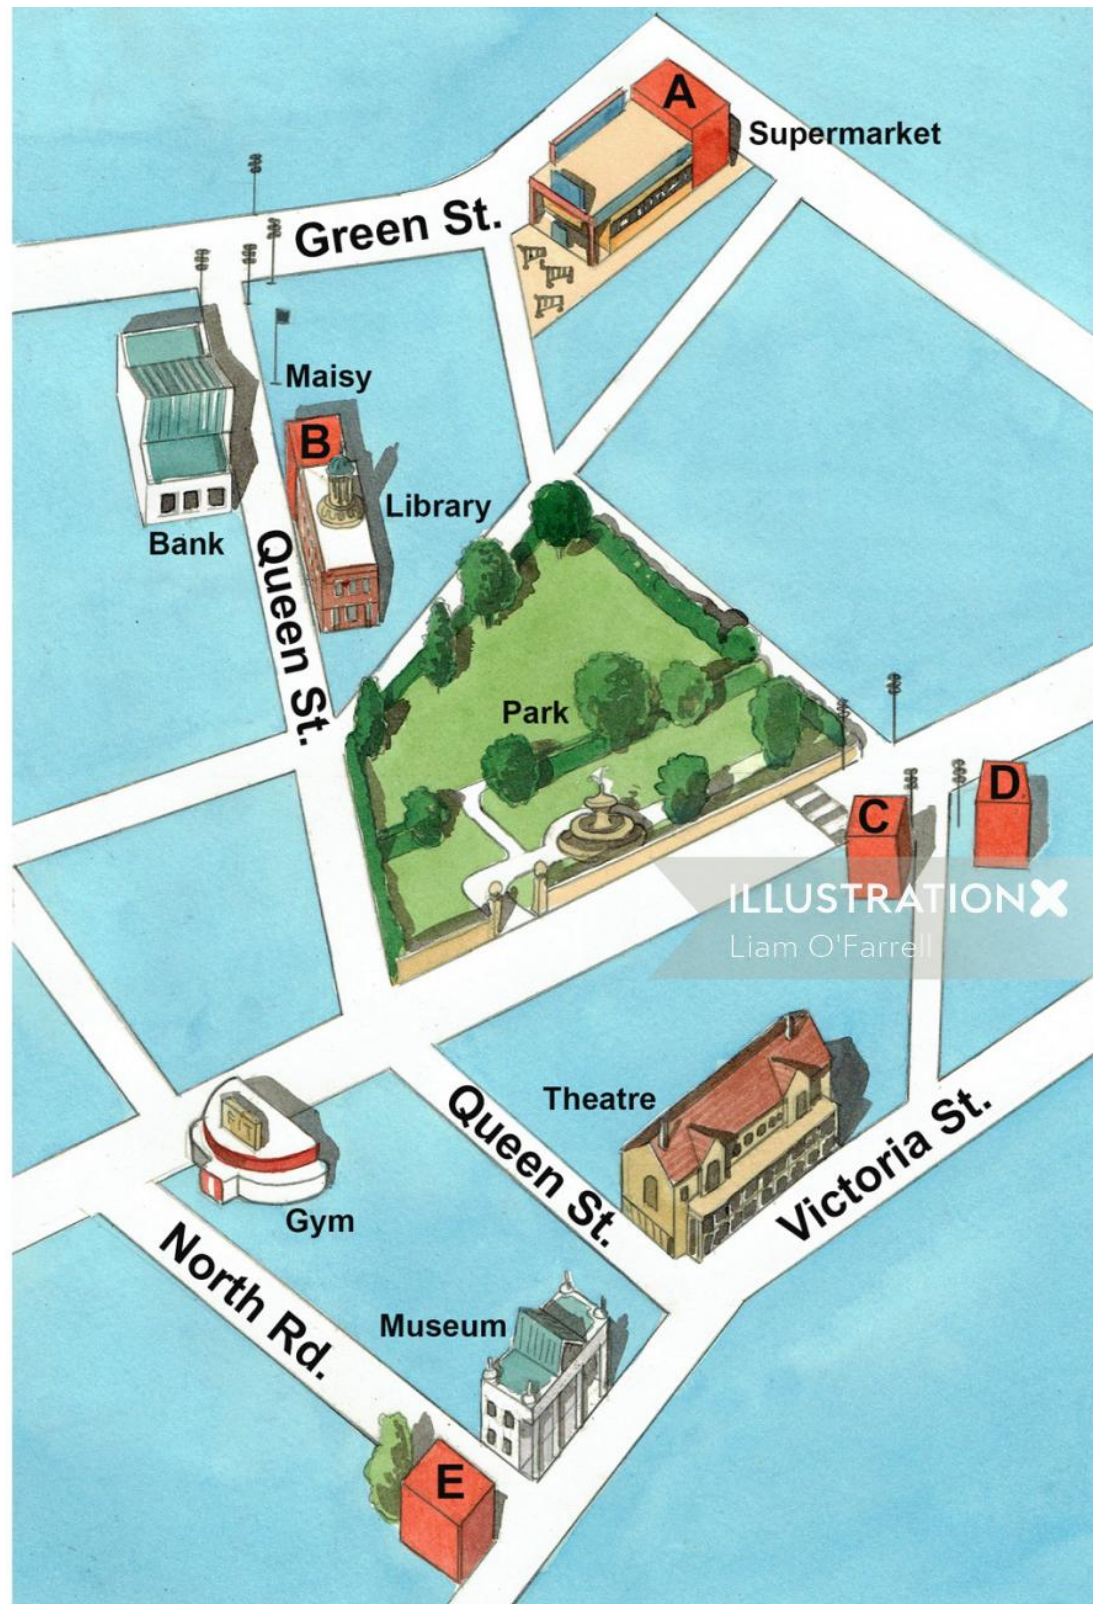 A
Supermarket
Green St.
Maisy
B
Library
Bank
Queen St.
Park
D
C
ILLUSTRATIONX
Liam O'Farrell
FIT
Theatre
Queen St.
Victoria St.
Gym
North Rd.
Museum
E